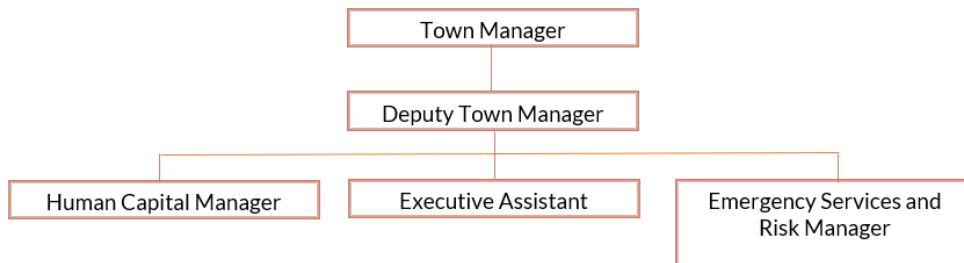 Town Manager
Deputy Town Manager
Human Capital Manager
Executive Assistant
Emergency Services and
Risk Manager